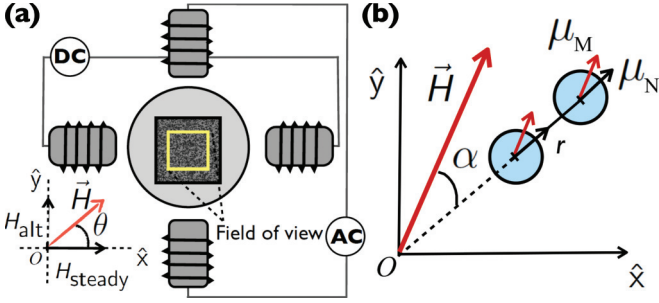 (a)
DC
ŷ
H⃗
H_alt
θ
O
x̂
H_steady
Field of view
AC
(b)
ŷ
H⃗
α
μ_M
μ_N
r
O
x̂